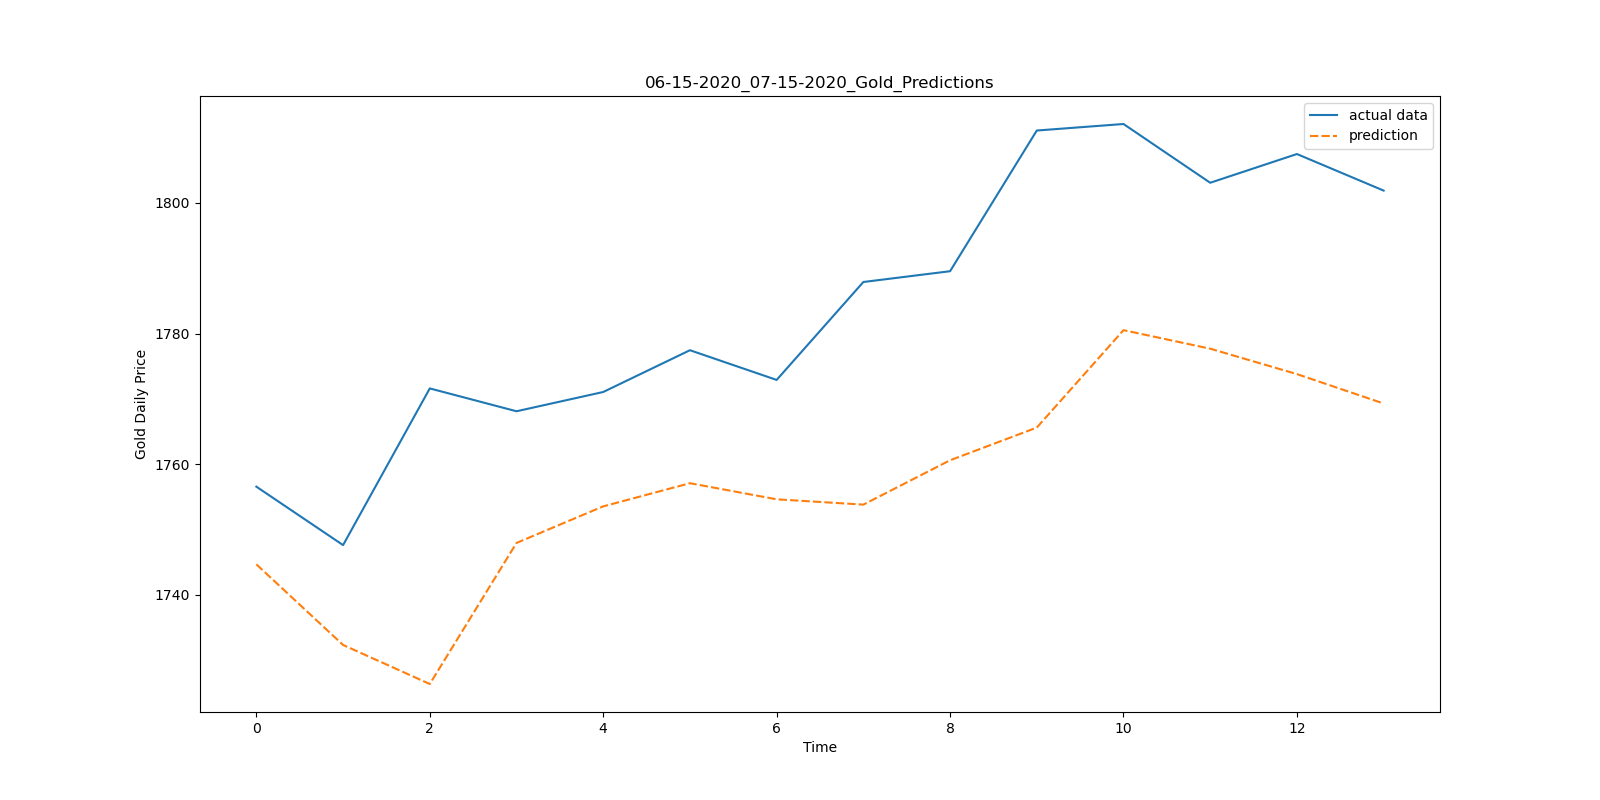 06-15-2020_07-15-2020_Gold_Predictions
actual data
prediction
Gold Daily Price
1800
1780
1760
1740
0 2 4 6 8 10 12
Time